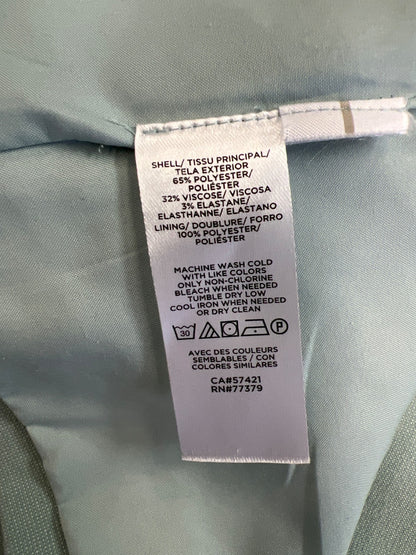 SHELL/ TISSU PRINCIPAL/
TELA EXTERIOR
65% POLYESTER/
POLIÉSTER
32% VISCOSE/ VISCOSA
3% ELASTANE/
ELASTHANNE/ ELASTANO
LINING/ DOUBLURE/ FORRO
100% POLYESTER/
POLIÉSTER
MACHINE WASH COLD
WITH LIKE COLORS
ONLY NON-CHLORINE
BLEACH WHEN NEEDED
TUMBLE DRY LOW
COOL IRON WHEN NEEDED
OR DRY CLEAN
30 P
AVEC DES COULEURS
SEMBLABLES / CON
COLORES SIMILARES
CA#57421
RN#77379